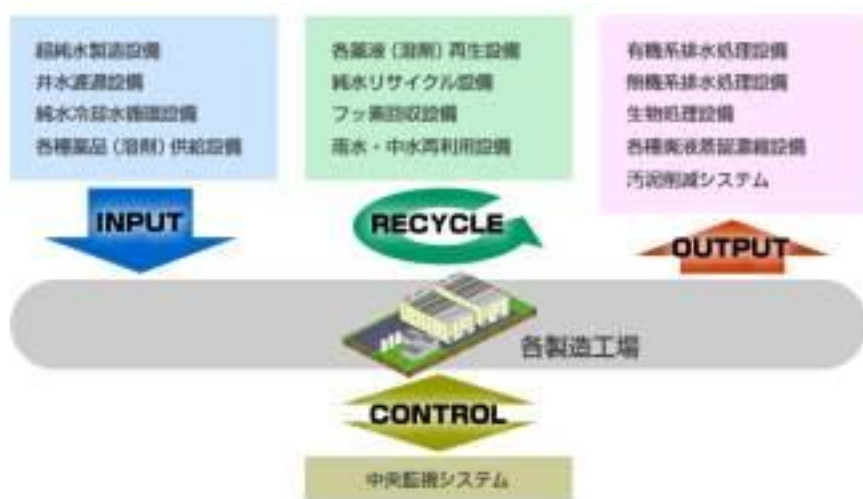 超純水製造設備
井水濾過設備
純水冷却水循環設備
各種薬品(溶剤)供給設備
INPUT
各薬液(溶剤)再生設備
純水リサイクル設備
フッ素回収設備
雨水・中水再利用設備
RECYCLE
有機系排水処理設備
無機系排水処理設備
生物処理設備
各種廃液蒸留濃縮設備
汚泥削減システム
OUTPUT
各製造工場
CONTROL
中央監視システム